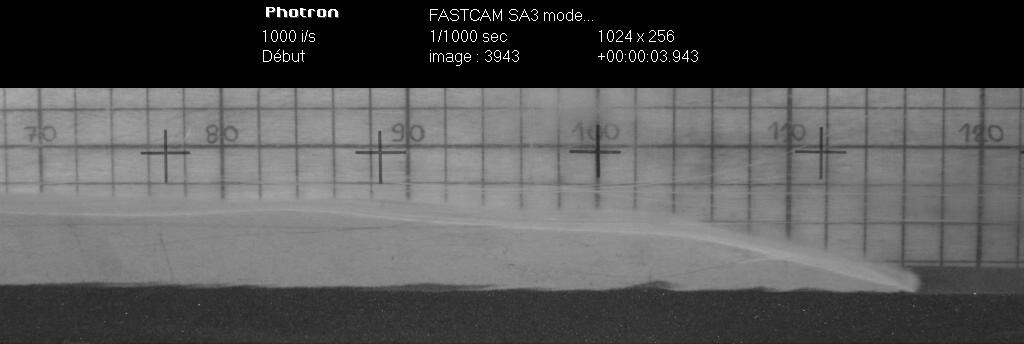 Photron FASTCAM SA3 mode...
1000 i/s 1/1000 sec 1024 x 256
Début image : 3943 +00:00:03.943
70 80 90 100 110 120